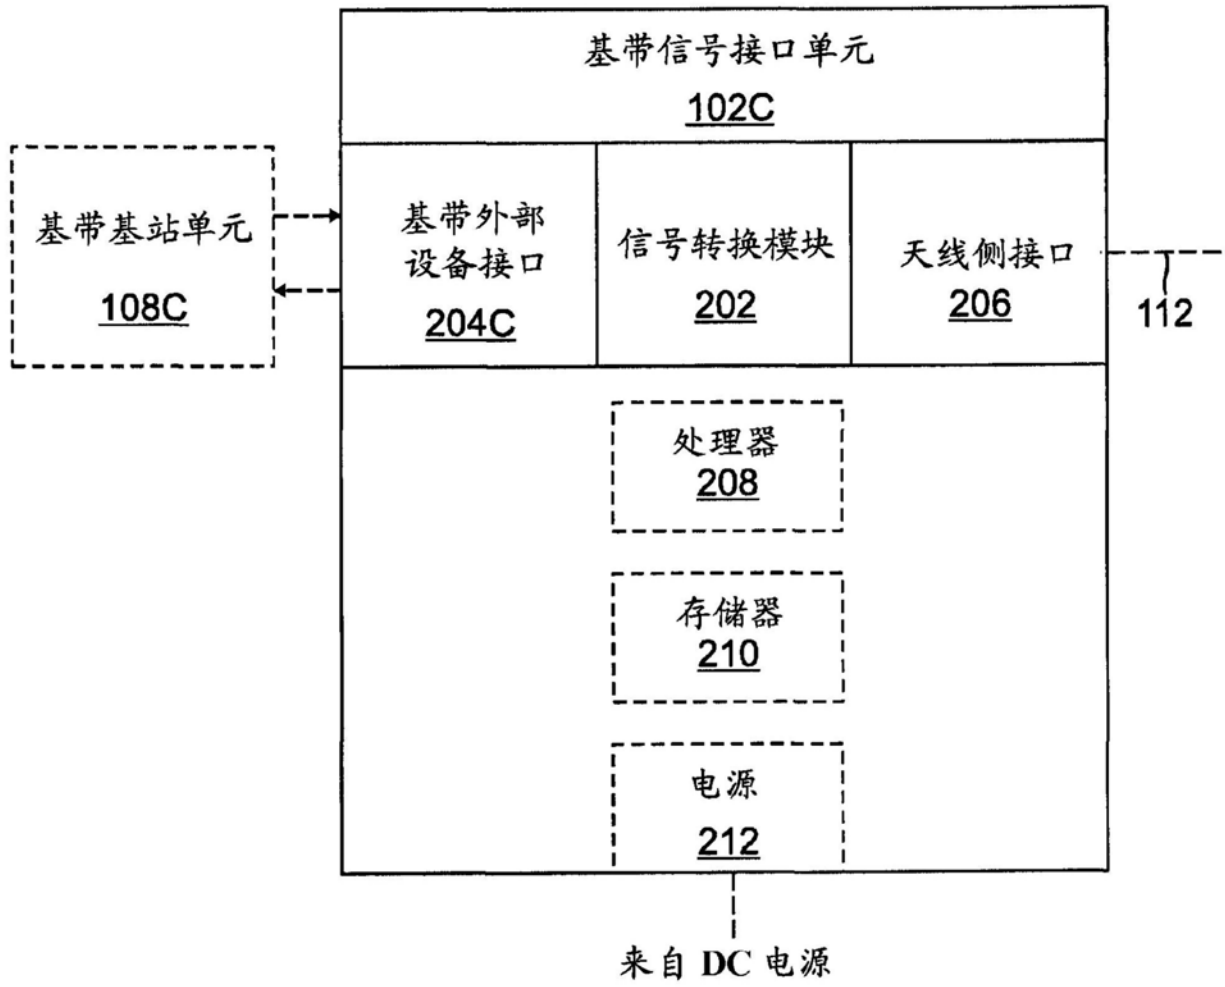 基带信号接口单元
102C
基带基站单元
108C
基带外部
设备接口
204C
信号转换模块
202
天线侧接口
206
112
处理器
208
存储器
210
电源
212
来自 DC 电源